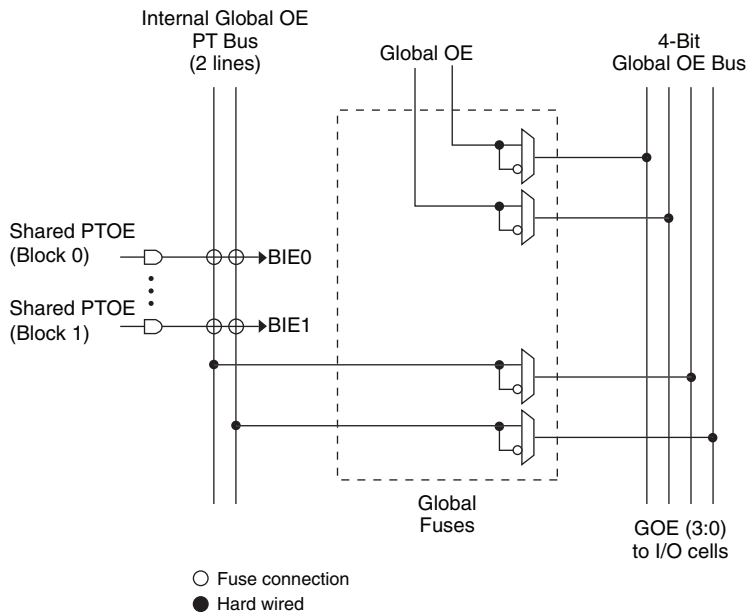 Internal Global OE
PT Bus
(2 lines)
Global OE
4-Bit
Global OE Bus
Shared PTOE
(Block 0)
BIE0
Shared PTOE
(Block 1)
BIE1
Global
Fuses
GOE (3:0)
to I/O cells
Fuse connection
Hard wired